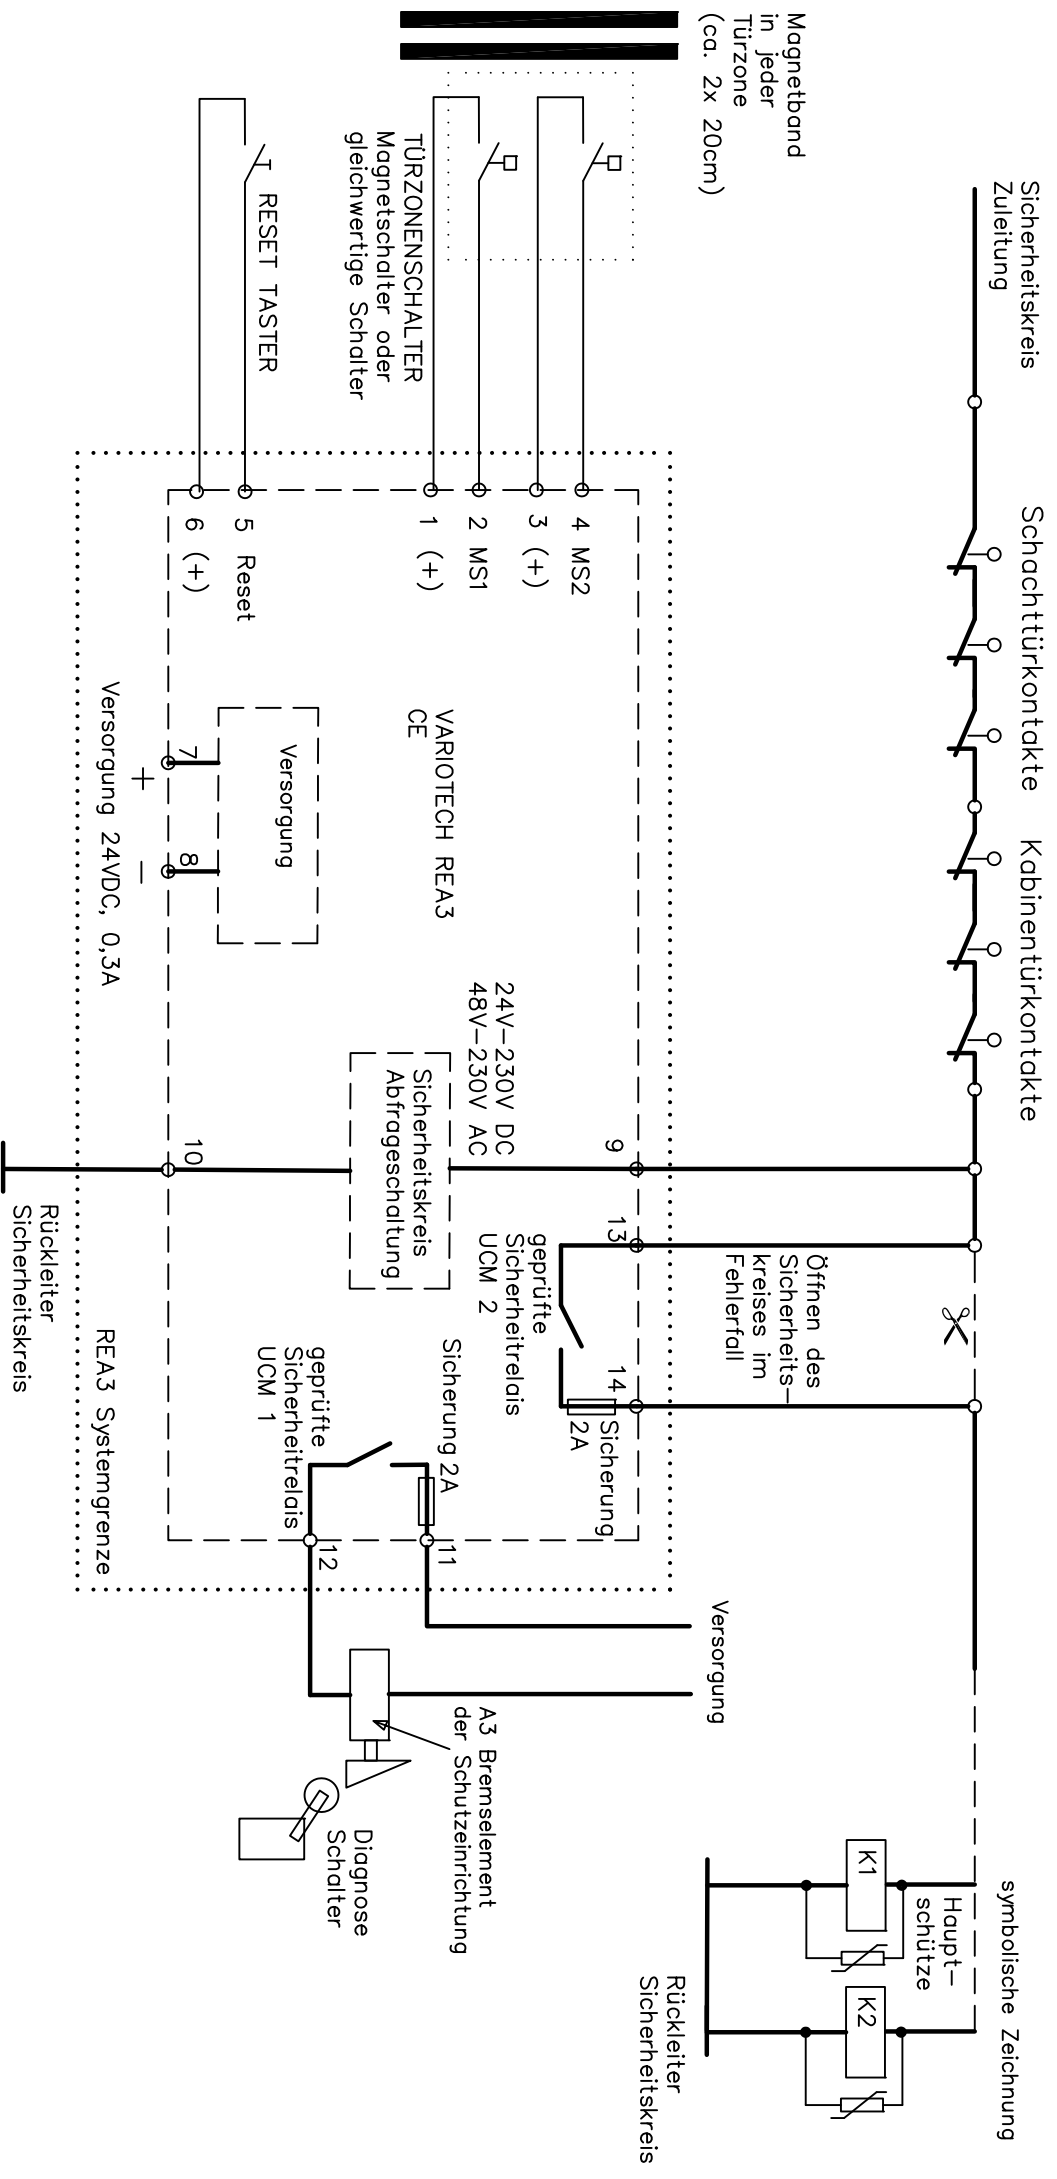 Sicherheitskreis
Zuleitung
Schachttürkontakte
Kabinentürkontakte
symbolische Zeichnung
Magnetband
in jeder
Türzone
(ca. 2x 20cm)
Öffnen des
Sicherheits-
kreises im
Fehlerfall
Haupt-
schütze
K1
K2
Rückleiter
Sicherheitskreis
TÜRZONENSCHALTER
Magnetschalter oder
gleichwertige Schalter
RESET TASTER
4 MS2
3 (+)
2 MS1
1 (+)
5 Reset
6 (+)
VARIOTECH REA3
CE
24V-230V DC
48V-230V AC
9
13
14
geprüfte
Sicherheitrelais
UCM 2
Sicherung
2A
Sicherheitskreis
Abfrageschaltung
Sicherung 2A
geprüfte
Sicherheitrelais
UCM 1
11
12
Versorgung
7
8
10
+
-
Versorgung 24VDC, 0,3A
REA3 Systemgrenze
Rückleiter
Sicherheitskreis
Versorgung
A3 Bremselement
der Schutzeinrichtung
Diagnose
Schalter